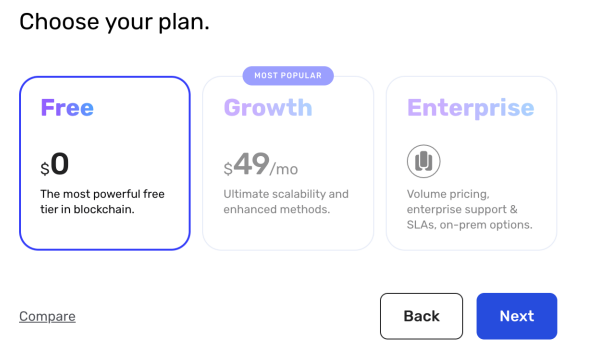 Choose your plan.
MOST POPULAR
Free
$0
The most powerful free
tier in blockchain.
Growth
$49/mo
Ultimate scalability and
enhanced methods.
Enterprise
Volume pricing,
enterprise support &
SLAs, on-prem options.
Compare
Back
Next